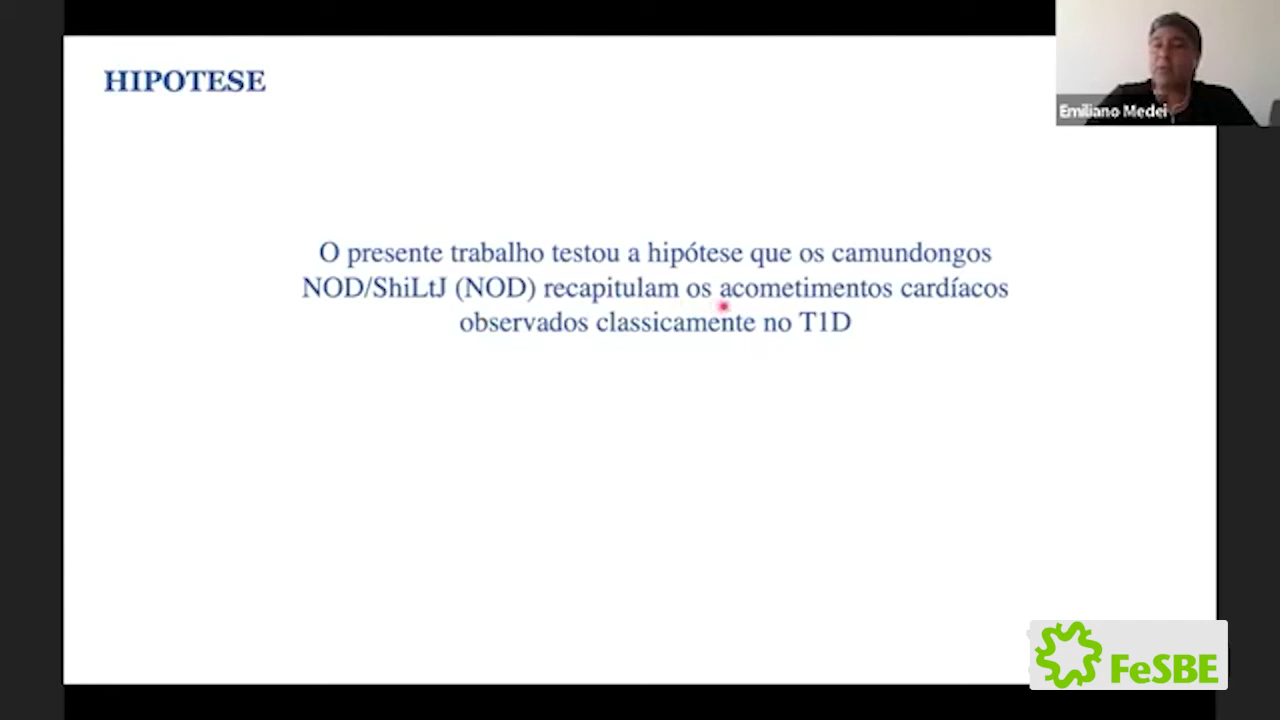 HIPOTESE
Emiliano Medei
O presente trabalho testou a hipótese que os camundongos
NOD/ShiLtJ (NOD) recapitulam os acometimentos cardíacos
observados classicamente no T1D
FeSBE